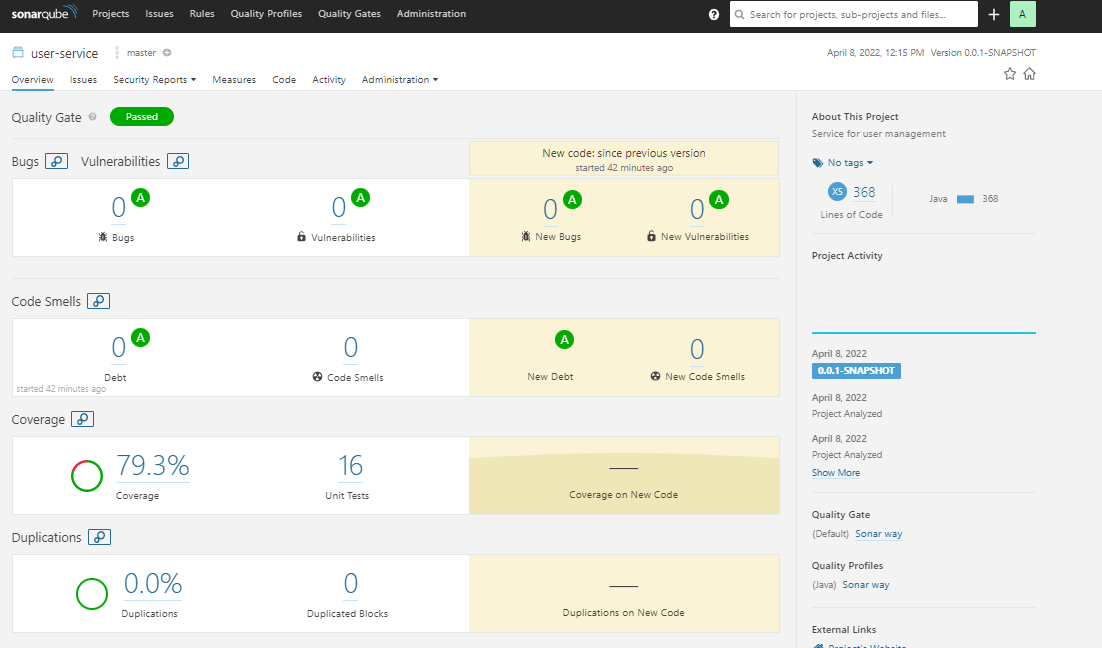 sonarqube Projects Issues Rules Quality Profiles Quality Gates Administration ? Search for projects, sub-projects and files... + A
user-service master April 8, 2022, 12:15 PM Version 0.0.1-SNAPSHOT
Overview Issues Security Reports Measures Code Activity Administration
Quality Gate ? Passed
Bugs Vulnerabilities
New code: since previous version
started 42 minutes ago
0 A 0 A 0 A 0 A
Bugs Vulnerabilities New Bugs New Vulnerabilities
Code Smells
0 A 0 A 0
Debt Code Smells New Debt New Code Smells
started 42 minutes ago
Coverage
79.3% 16 —
Coverage Unit Tests Coverage on New Code
Duplications
0.0% 0 —
Duplications Duplicated Blocks Duplications on New Code
About This Project
Service for user management
No tags
XS 368 Java 368
Lines of Code
Project Activity
April 8, 2022
0.0.1-SNAPSHOT
April 8, 2022
Project Analyzed
April 8, 2022
Project Analyzed
Show More
Quality Gate
(Default) Sonar way
Quality Profiles
(Java) Sonar way
External Links
Project's Website